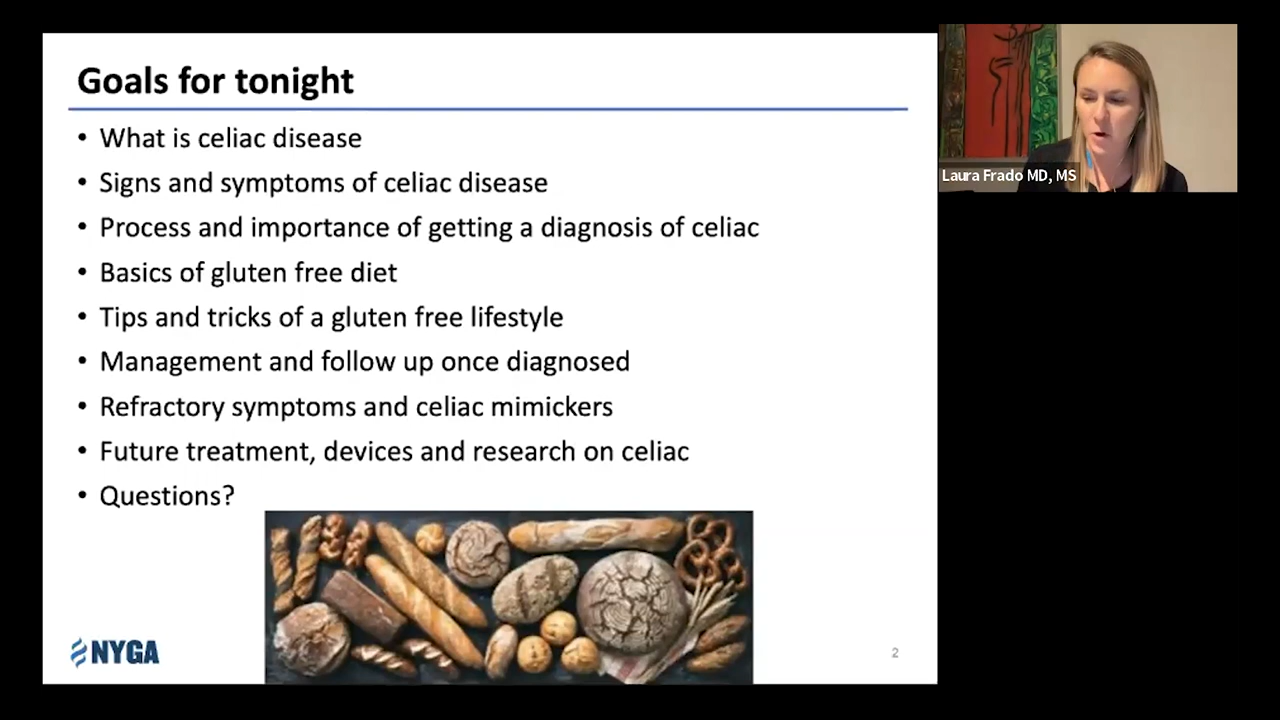 Goals for tonight
• What is celiac disease
• Signs and symptoms of celiac disease
• Process and importance of getting a diagnosis of celiac
• Basics of gluten free diet
• Tips and tricks of a gluten free lifestyle
• Management and follow up once diagnosed
• Refractory symptoms and celiac mimickers
• Future treatment, devices and research on celiac
• Questions?
NYGA
2
Laura Frado MD, MS